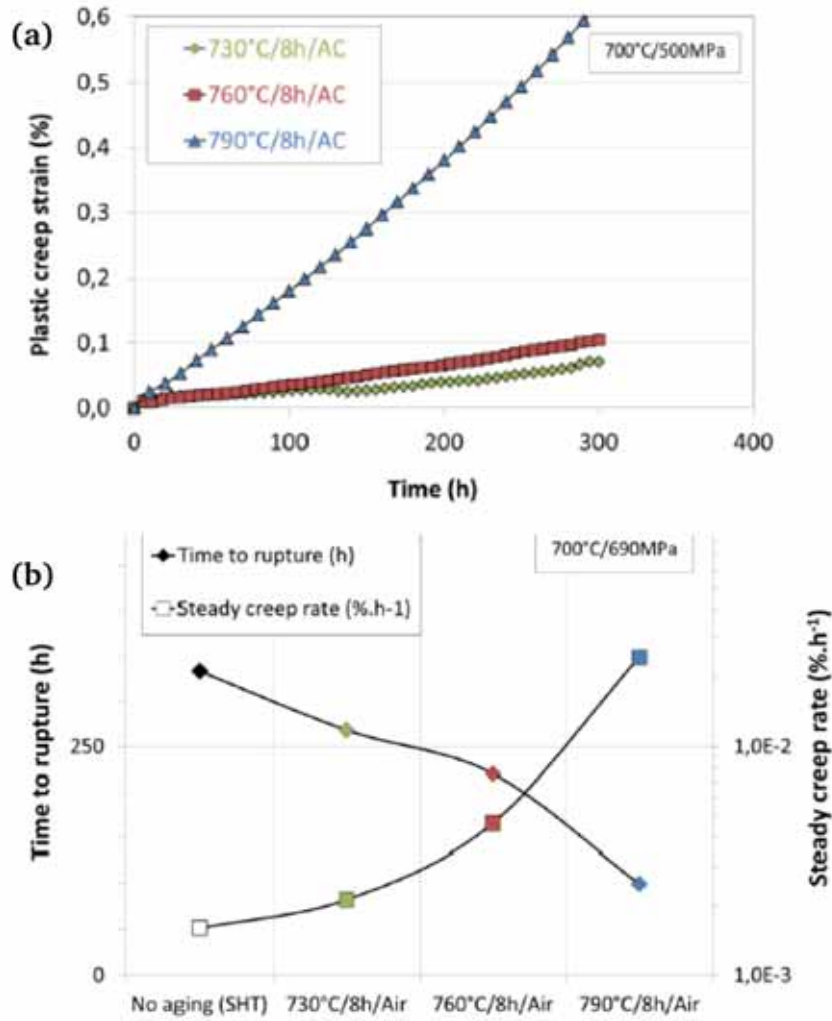 (a)
730°C/8h/AC
760°C/8h/AC
790°C/8h/AC
700°C/500MPa
Plastic creep strain (%)
0,6
0,5
0,4
0,3
0,2
0,1
0,0
0 100 200 300 400
Time (h)
(b)
Time to rupture (h)
Steady creep rate (%.h-1)
700°C/690MPa
Time to rupture (h)
250
0
Steady creep rate (%.h⁻¹)
1,0E-2
1,0E-3
No aging (SHT) 730°C/8h/Air 760°C/8h/Air 790°C/8h/Air